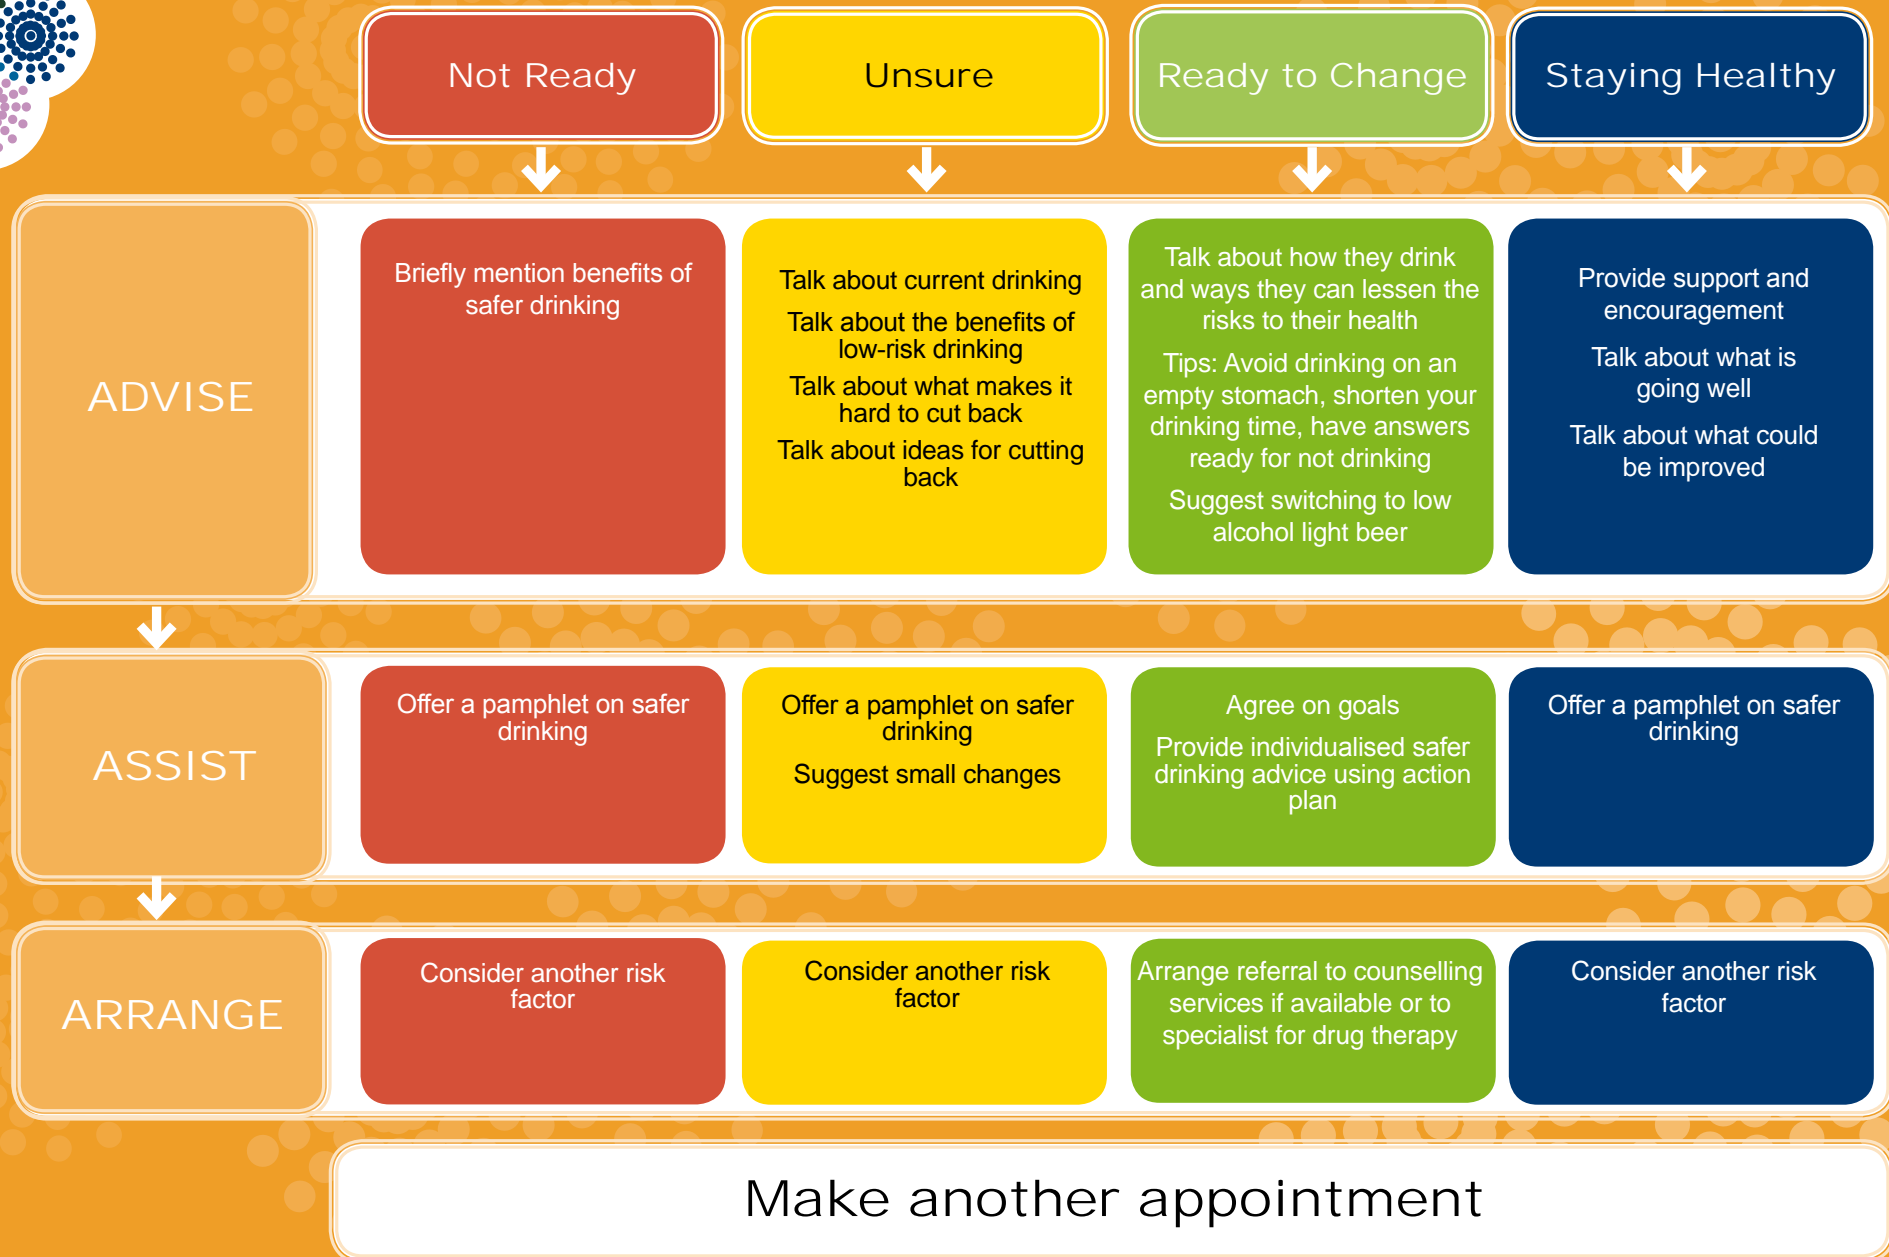 Not Ready
Unsure
Ready to Change
Staying Healthy
ADVISE
Briefly mention benefits of
safer drinking
Talk about current drinking
Talk about the benefits of
low-risk drinking
Talk about what makes it
hard to cut back
Talk about ideas for cutting
back
Talk about how they drink
and ways they can lessen the
risks to their health
Tips: Avoid drinking on an
empty stomach, shorten your
drinking time, have answers
ready for not drinking
Suggest switching to low
alcohol light beer
Provide support and
encouragement
Talk about what is
going well
Talk about what could
be improved
ASSIST
Offer a pamphlet on safer
drinking
Offer a pamphlet on safer
drinking
Suggest small changes
Agree on goals
Provide individualised safer
drinking advice using action
plan
Offer a pamphlet on safer
drinking
ARRANGE
Consider another risk
factor
Consider another risk
factor
Arrange referral to counselling
services if available or to
specialist for drug therapy
Consider another risk
factor
Make another appointment